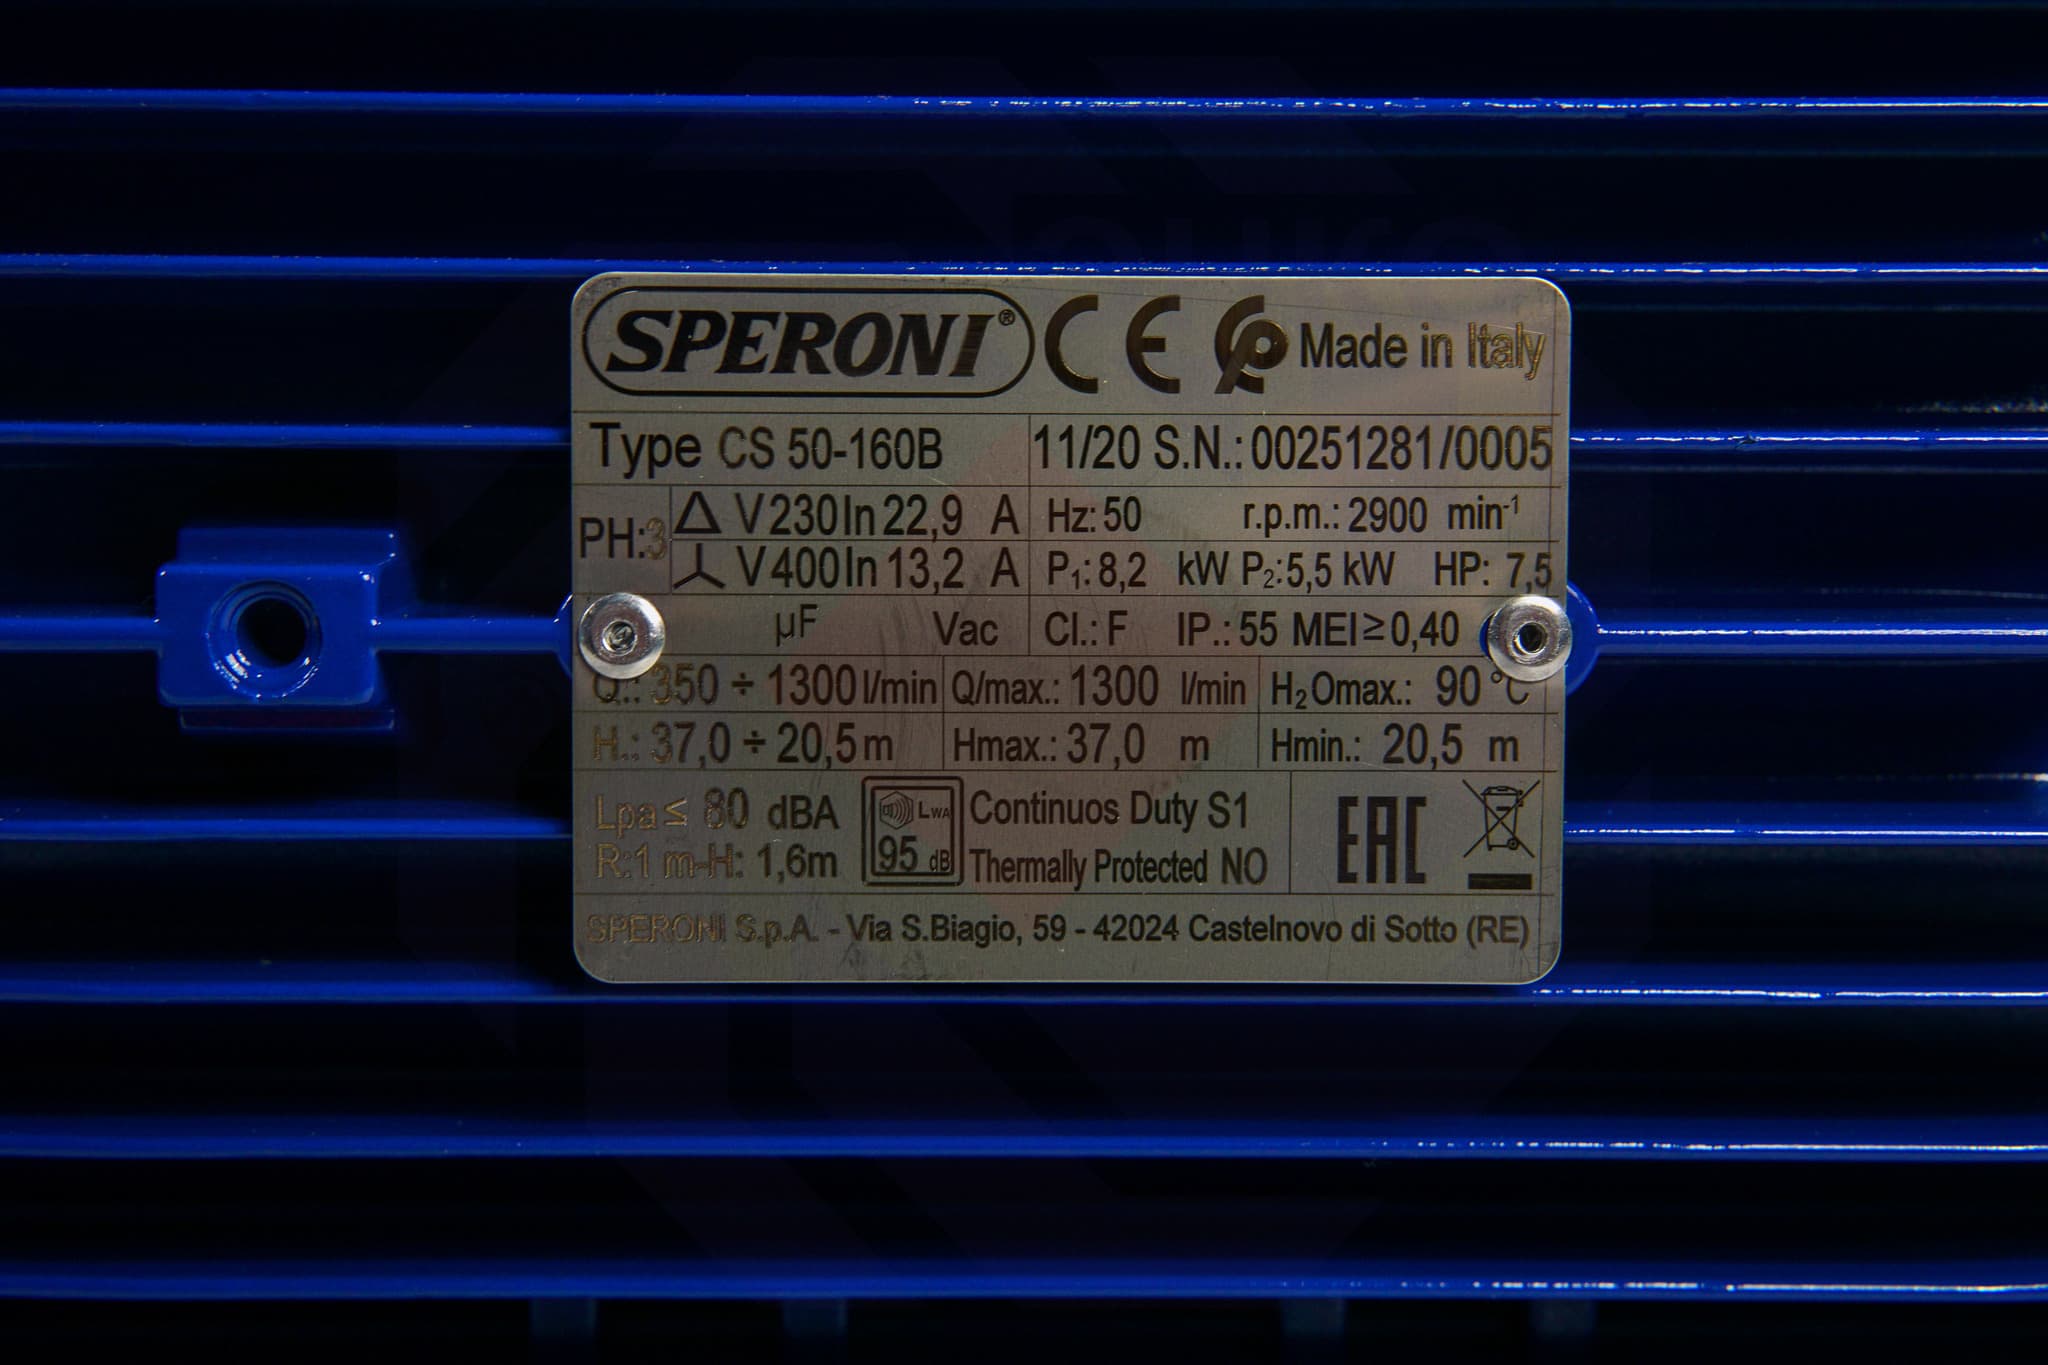 SPERONI® CE Made in Italy
Type CS 50-160B 11/20 S.N.: 00251281/0005
PH:3 Δ V230In 22,9 A Hz: 50 r.p.m.: 2900 min-1
V400In 13,2 A P1: 8,2 kW P2: 5,5 kW HP: 7,5
µF Vac Cl.: F IP.: 55 MEI≥0,40
Q.: 350 ÷ 1300 l/min Q/max.: 1300 l/min H2Omax.: 90 °C
H.: 37,0 ÷ 20,5 m Hmax.: 37,0 m Hmin.: 20,5 m
Lpa≤ 80 dBA LWA Continuos Duty S1 EAC
R:1 m-H: 1,6m 95 dB Thermally Protected NO
SPERONI S.p.A. - Via S.Biagio, 59 - 42024 Castelnovo di Sotto (RE)